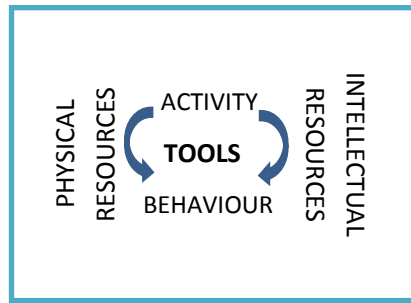 PHYSICAL
RESOURCES
ACTIVITY
TOOLS
BEHAVIOUR
RESOURCES
INTELLECTUAL